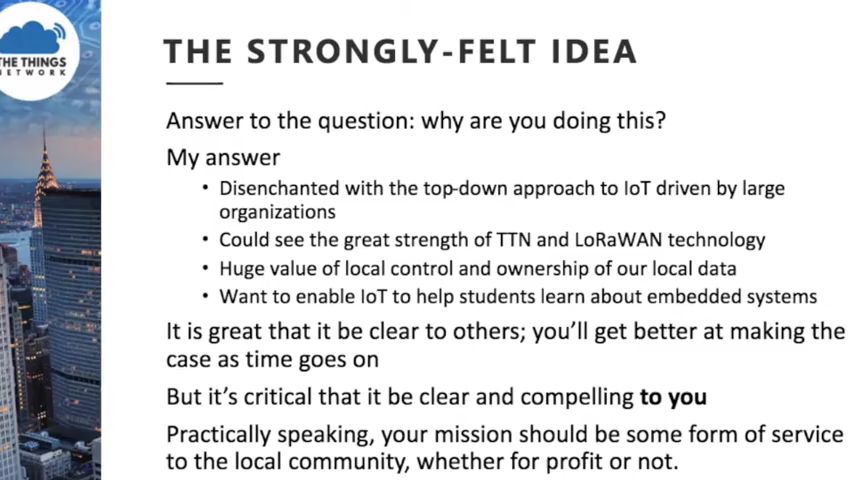 THE THINGS
NETWORK
THE STRONGLY-FELT IDEA
Answer to the question: why are you doing this?
My answer
• Disenchanted with the top-down approach to IoT driven by large
organizations
• Could see the great strength of TTN and LoRaWAN technology
• Huge value of local control and ownership of our local data
• Want to enable IoT to help students learn about embedded systems
It is great that it be clear to others; you'll get better at making the
case as time goes on
But it's critical that it be clear and compelling to you
Practically speaking, your mission should be some form of service
to the local community, whether for profit or not.